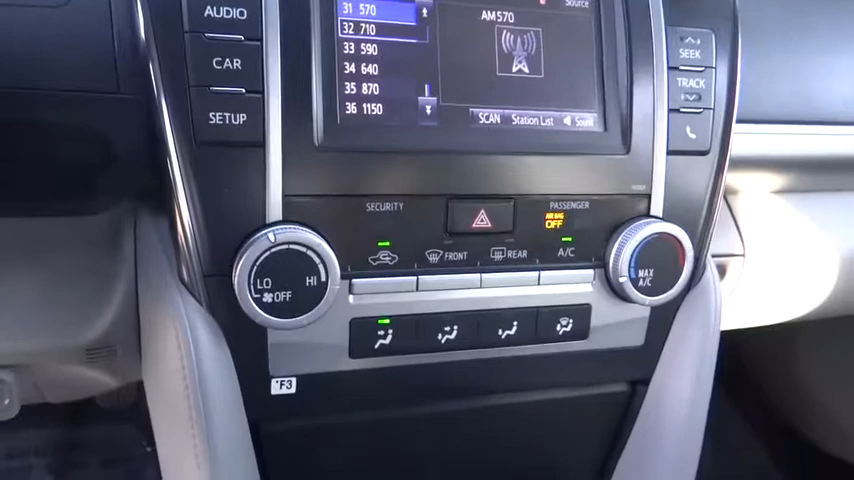 AUDIO
CAR
SETUP
31 570
32 710
33 590
34 640
35 870
36 1150
AM570
Source
SCAN
Station List
Sound
SEEK
TRACK
SECURITY
PASSENGER
AIR BAG
OFF
FRONT
REAR
A/C
LO
HI
OFF
MAX
A/C
°F3